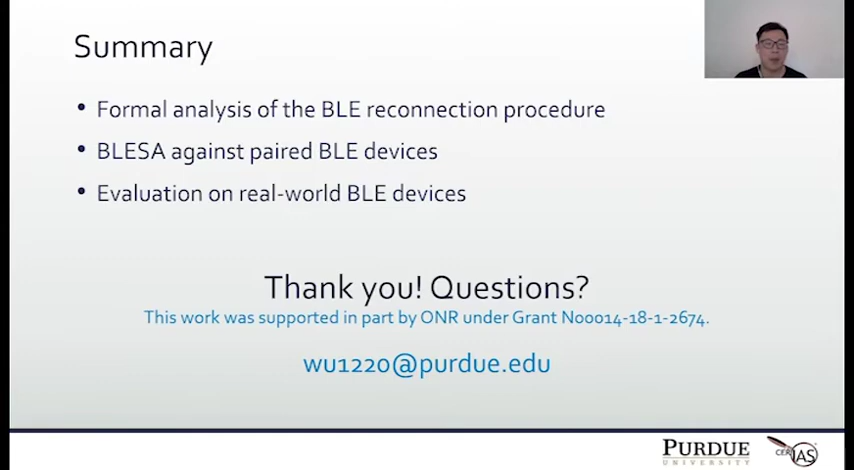 Summary
• Formal analysis of the BLE reconnection procedure
• BLESA against paired BLE devices
• Evaluation on real-world BLE devices
Thank you! Questions?
This work was supported in part by ONR under Grant N00014-18-1-2674.
wu1220@purdue.edu
PURDUE
UNIVERSITY
CERIAS